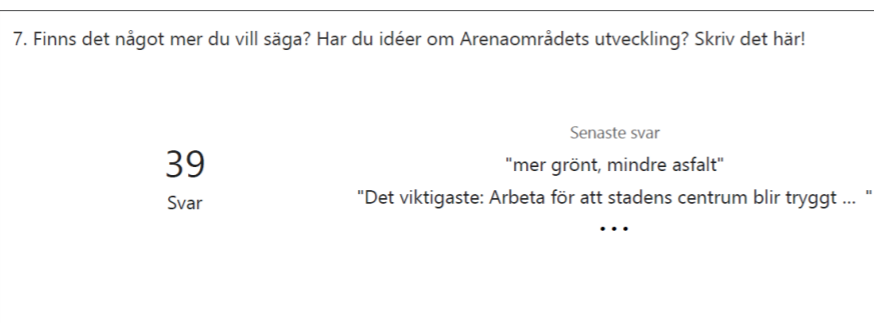 7. Finns det något mer du vill säga? Har du idéer om Arenaområdets utveckling? Skriv det här!
Senaste svar
39
"mer grönt, mindre asfalt"
Svar
"Det viktigaste: Arbeta för att stadens centrum blir tryggt ... "
...